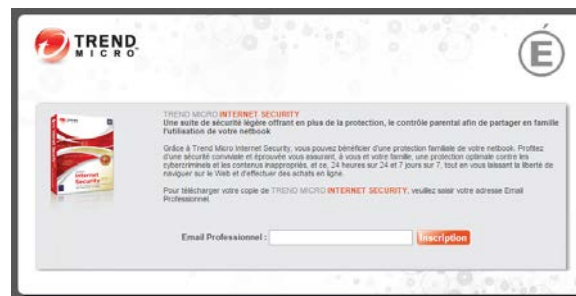 TREND
MICRO
É
TREND MICRO INTERNET SECURITY
Une suite de sécurité légère offrant en plus de la protection, le contrôle parental afin de partager en famille
l'utilisation de votre netbook
Grâce à Trend Micro Internet Security, vous pouvez bénéficier d'une protection familiale de votre netbook. Profitez
d'une sécurité conviviale et éprouvée vous assurant, à vous et votre famille, une protection optimale contre les
cybercriminels et les contenus inappropriés, et ce, 24 heures sur 24 et 7 jours sur 7, tout en vous laissant la liberté de
naviguer sur le Web et d'effectuer des achats en ligne.
Pour télécharger votre copie de TREND MICRO INTERNET SECURITY, veuillez saisir votre adresse Email
Professionnel.
Internet
Security
Email Professionnel :
Inscription